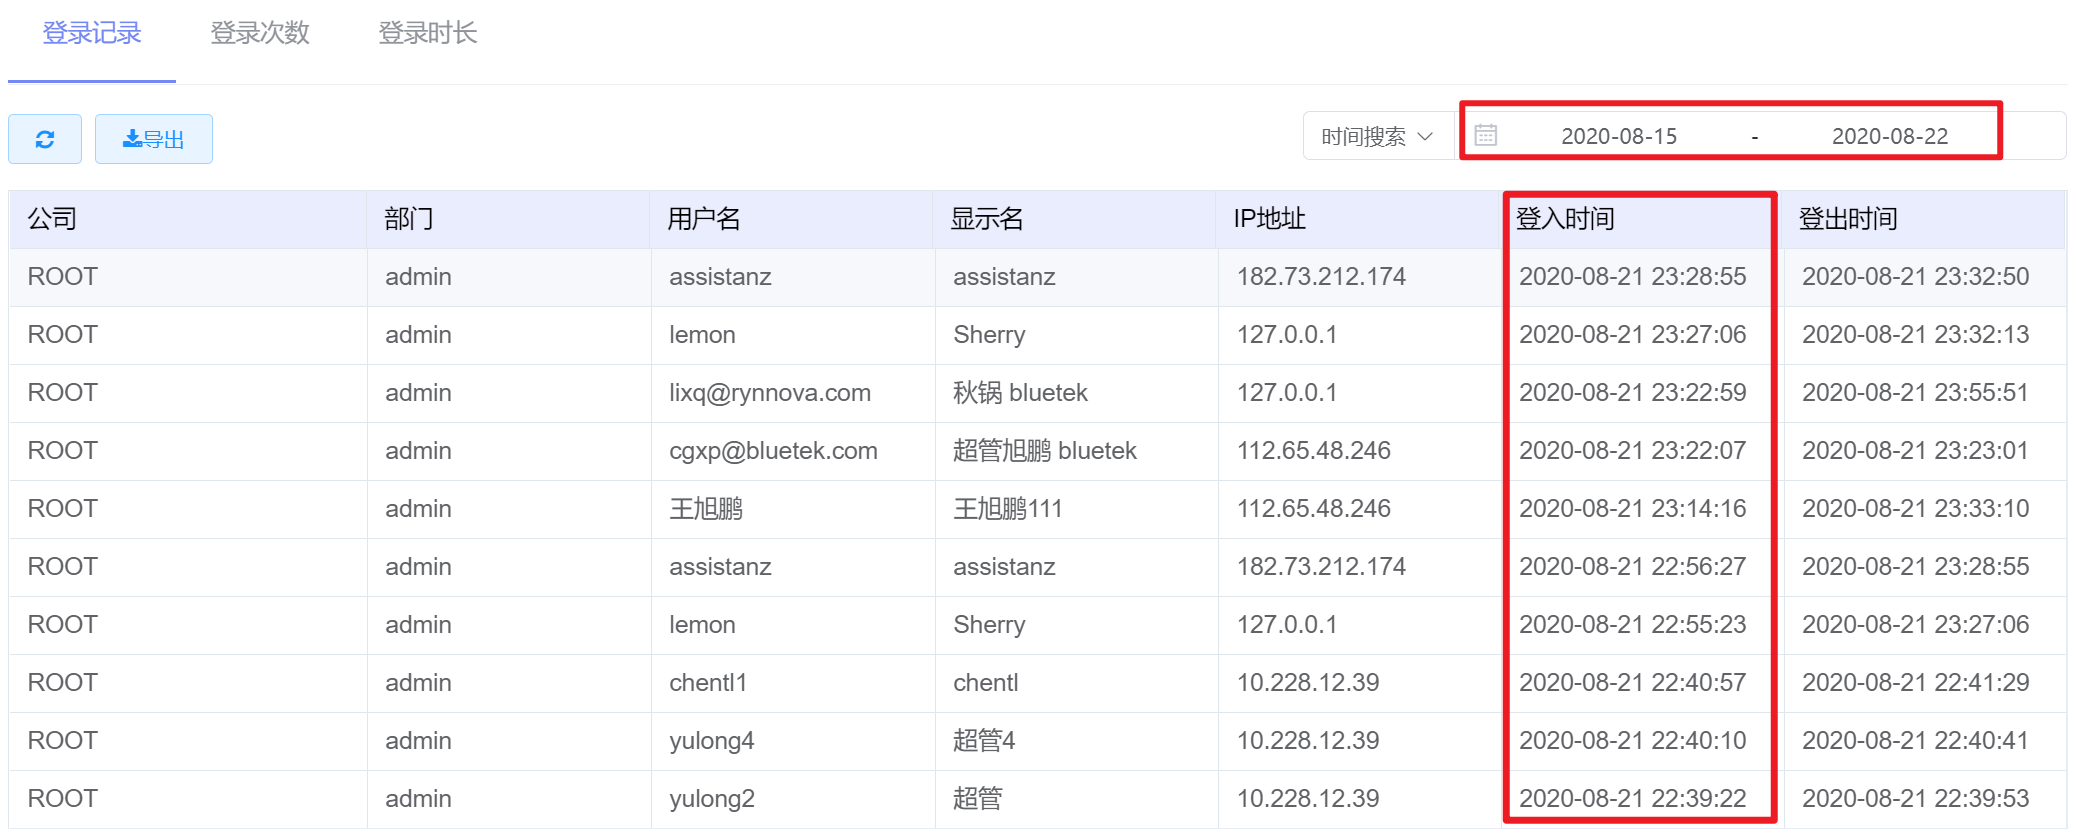 登录记录 登录次数 登录时长
导出 时间搜索 2020-08-15 - 2020-08-22
公司 部门 用户名 显示名 IP地址 登入时间 登出时间
ROOT admin assistanz assistanz 182.73.212.174 2020-08-21 23:28:55 2020-08-21 23:32:50
ROOT admin lemon Sherry 127.0.0.1 2020-08-21 23:27:06 2020-08-21 23:32:13
ROOT admin lixq@rynnova.com 秋锅 bluetek 127.0.0.1 2020-08-21 23:22:59 2020-08-21 23:55:51
ROOT admin cgxp@bluetek.com 超管旭鹏 bluetek 112.65.48.246 2020-08-21 23:22:07 2020-08-21 23:23:01
ROOT admin 王旭鹏 王旭鹏111 112.65.48.246 2020-08-21 23:14:16 2020-08-21 23:33:10
ROOT admin assistanz assistanz 182.73.212.174 2020-08-21 22:56:27 2020-08-21 23:28:55
ROOT admin lemon Sherry 127.0.0.1 2020-08-21 22:55:23 2020-08-21 23:27:06
ROOT admin chentl1 chentl 10.228.12.39 2020-08-21 22:40:57 2020-08-21 22:41:29
ROOT admin yulong4 超管4 10.228.12.39 2020-08-21 22:40:10 2020-08-21 22:40:41
ROOT admin yulong2 超管 10.228.12.39 2020-08-21 22:39:22 2020-08-21 22:39:53